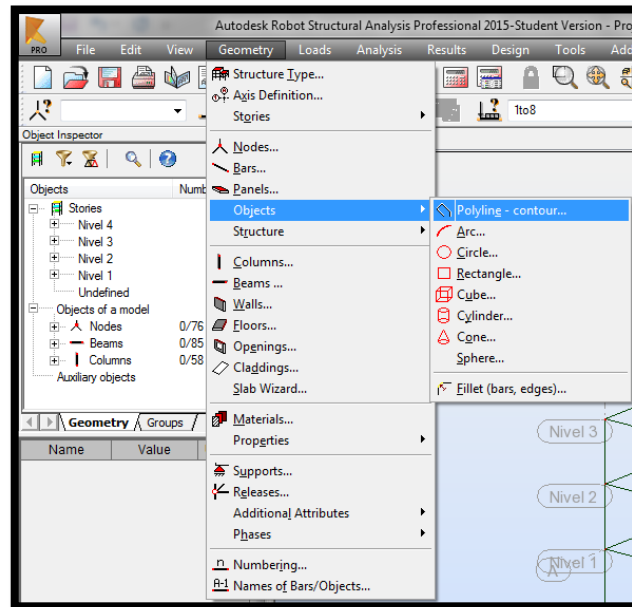 Autodesk Robot Structural Analysis Professional 2015-Student Version - Pro
PRO
File Edit View Geometry Loads Analysis Results Design Tools Add
1to8
Object Inspector
Objects Numb
Stories
Nivel 4
Nivel 3
Nivel 2
Nivel 1
Undefined
Objects of a model
Nodes 0/76
Beams 0/85
Columns 0/58
Auxiliary objects
Geometry Groups
Name Value
Structure Type...
Axis Definition...
Stories
Nodes...
Bars...
Panels...
Objects
Structure
Columns...
Beams ...
Walls...
Floors...
Openings...
Claddings...
Slab Wizard...
Materials...
Properties
Supports...
Releases...
Additional Attributes
Phases
Numbering...
Names of Bars/Objects...
Polyline - contour...
Arc...
Circle...
Rectangle...
Cube...
Cylinder...
Cone...
Sphere...
Fillet (bars, edges)...
Nivel 3
Nivel 2
Nivel 1
A